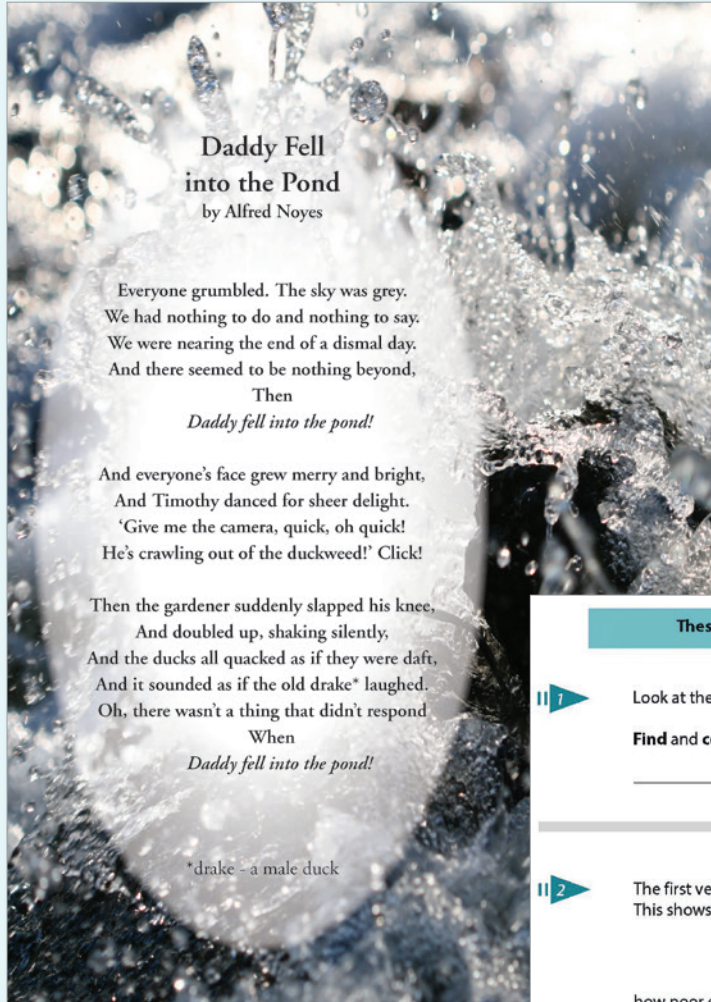 Daddy Fell
into the Pond
by Alfred Noyes
Everyone grumbled. The sky was grey.
We had nothing to do and nothing to say.
We were nearing the end of a dismal day.
And there seemed to be nothing beyond,
Then
Daddy fell into the pond!
And everyone's face grew merry and bright,
And Timothy danced for sheer delight.
‘Give me the camera, quick, oh quick!
He's crawling out of the duckweed!’ Click!
Then the gardener suddenly slapped his knee,
And doubled up, shaking silently,
And the ducks all quacked as if they were daft,
And it sounded as if the old drake* laughed.
Oh, there wasn't a thing that didn't respond
When
Daddy fell into the pond!
*drake - a male duck
1
Look at the
Find and
2
The first
This shows
how poor